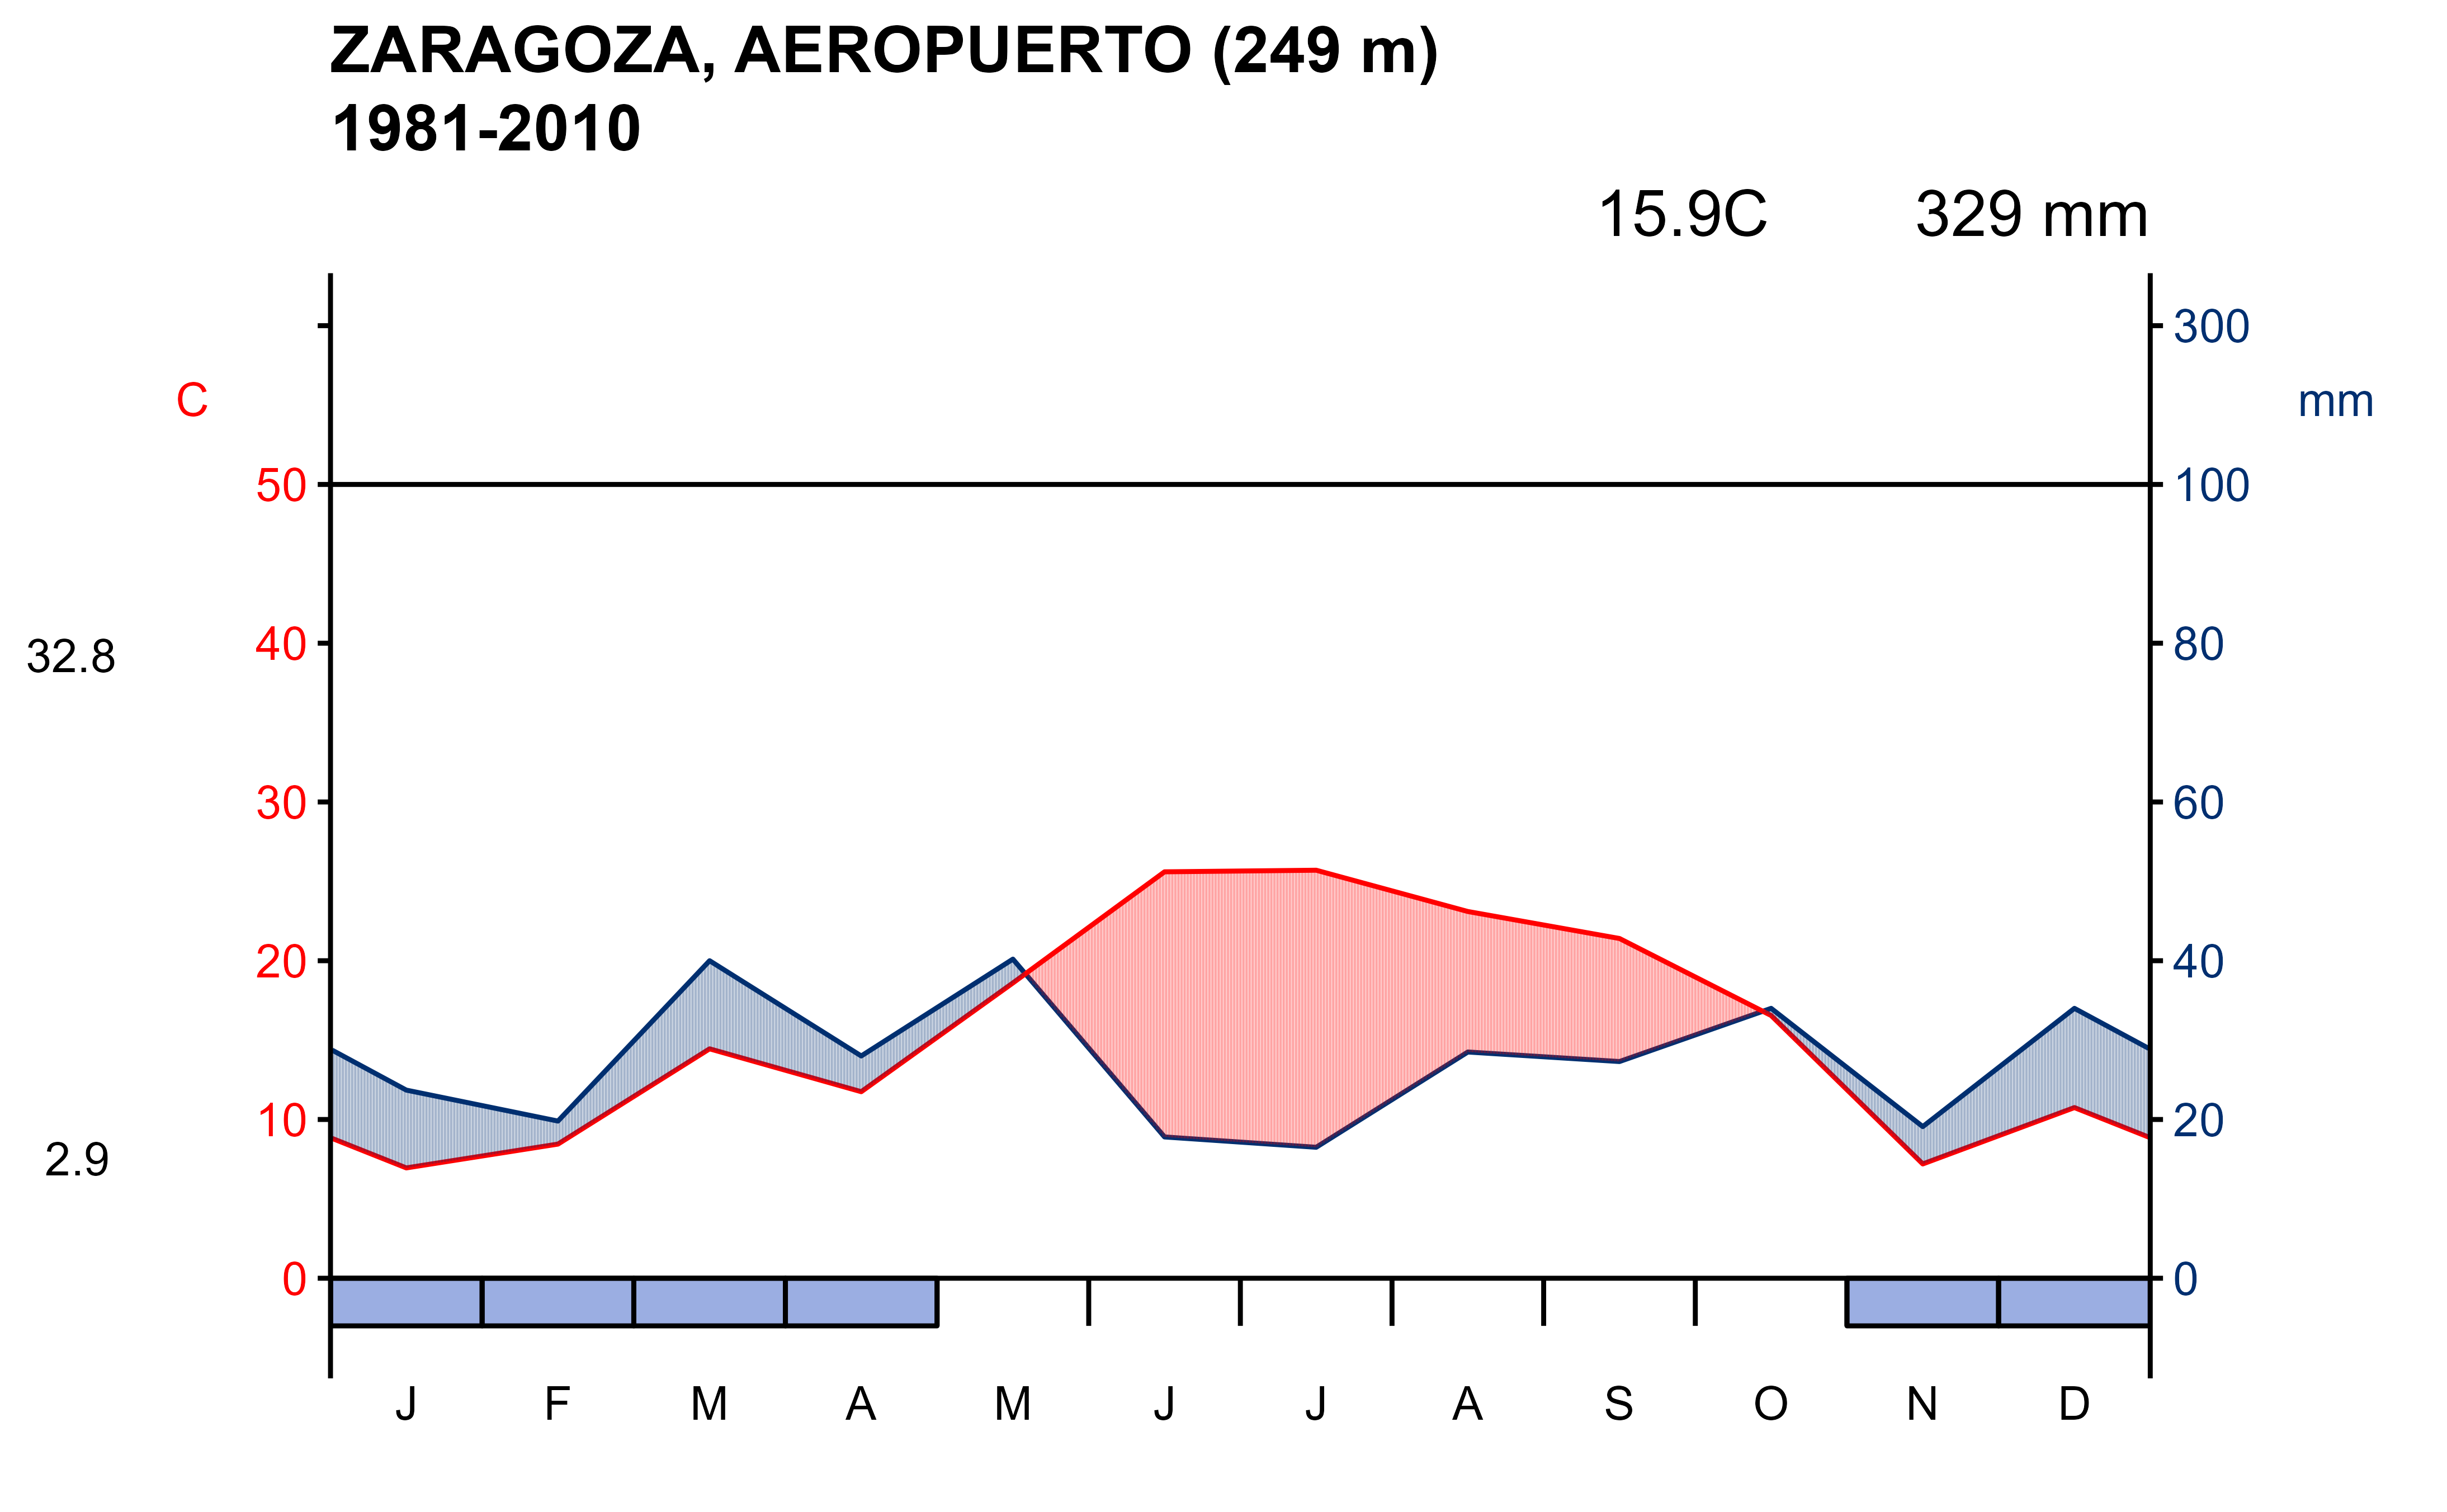 ZARAGOZA, AEROPUERTO (249 m)
1981-2010
15.9C 329 mm
300
C mm
50 100
32.8
40 80
30 60
20 40
10 20
2.9
0 0
J F M A M J J A S O N D